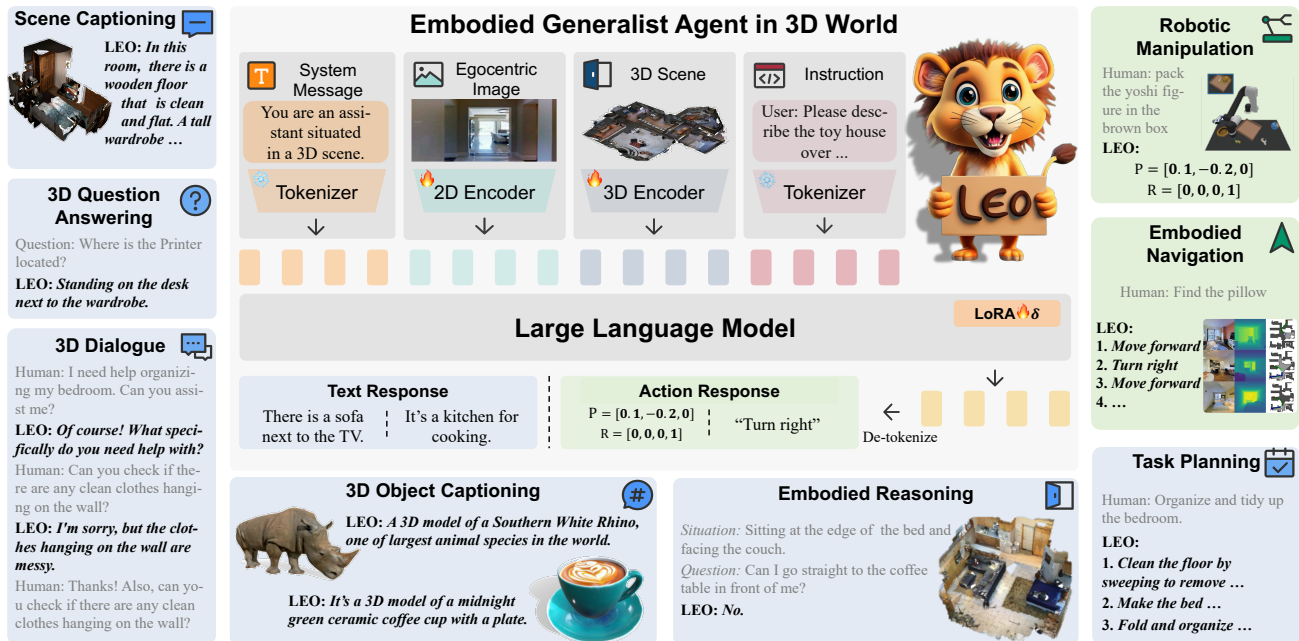 Scene Captioning
LEO: In this
room, there is a
wooden floor
that is clean
and flat. A tall
wardrobe …
3D Question
Answering
Question: Where is the Printer
located?
LEO: Standing on the desk
next to the wardrobe.
3D Dialogue
Human: I need help organizi-
ng my bedroom. Can you assi-
st me?
LEO: Of course! What speci-
fically do you need help with?
Human: Can you check if the-
re are any clean clothes hangi-
ng on the wall?
LEO: I'm sorry, but the clot-
hes hanging on the wall are
messy.
Human: Thanks! Also, can yo-
u check if there are any clean
clothes hanging on the wall?
Embodied Generalist Agent in 3D World
T
System
Message
You are an assi-
stant situated
in a 3D scene.
Tokenizer
Egocentric
Image
2D Encoder
3D Scene
3D Encoder
Instruction
User: Please desc-
ribe the toy house
over ...
Tokenizer
LEO
Large Language Model
LoRA δ
Text Response
There is a sofa
next to the TV.
It's a kitchen for
cooking.
Action Response
P = [0.1, −0.2, 0]
R = [0, 0, 0, 1]
“Turn right”
De-tokenize
3D Object Captioning
#
LEO: A 3D model of a Southern White Rhino,
one of largest animal species in the world.
LEO: It's a 3D model of a midnight
green ceramic coffee cup with a plate.
Embodied Reasoning
Situation: Sitting at the edge of the bed and
facing the couch.
Question: Can I go straight to the coffee
table in front of me?
LEO: No.
Robotic
Manipulation
Human: pack
the yoshi fig-
ure in the
brown box
LEO:
P = [0.1, −0.2, 0]
R = [0, 0, 0, 1]
Embodied
Navigation
Human: Find the pillow
LEO:
1. Move forward
2. Turn right
3. Move forward
4. …
Task Planning
Human: Organize and tidy up
the bedroom.
LEO:
1. Clean the floor by
sweeping to remove …
2. Make the bed …
3. Fold and organize …